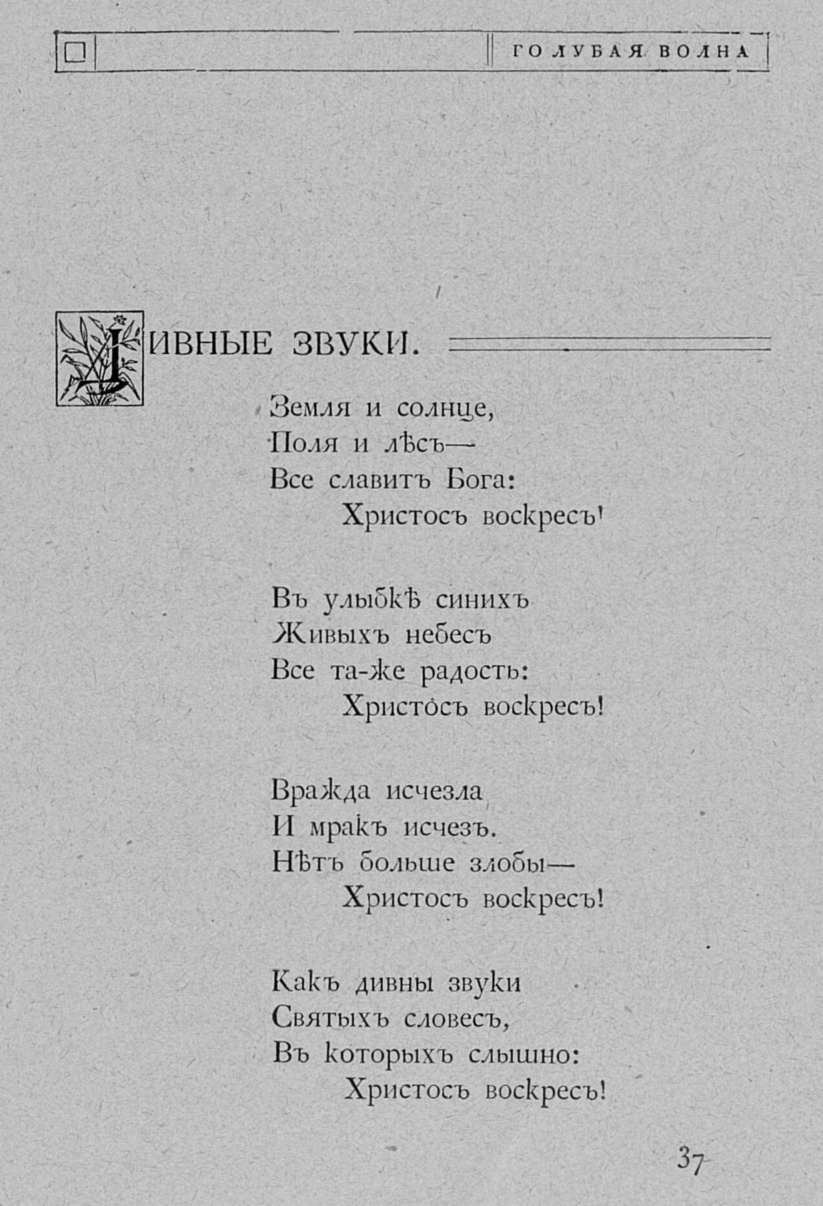 ГОЛУБАЯ ВОЛНА
ДИВНЫЕ ЗВУКИ.
Земля и солнце,
Поля и лѣсъ—
Все славитъ Бога:
Христосъ воскресъ!
Въ улыбкѣ синихъ
Живыхъ небесъ
Все та-же радость:
Христосъ воскресъ!
Вражда исчезла
И мракъ исчезъ.
Нѣтъ больше злобы—
Христосъ воскресъ!
Какъ дивны звуки
Святыхъ словесъ,
Въ которыхъ слышно:
Христосъ воскресъ!
37